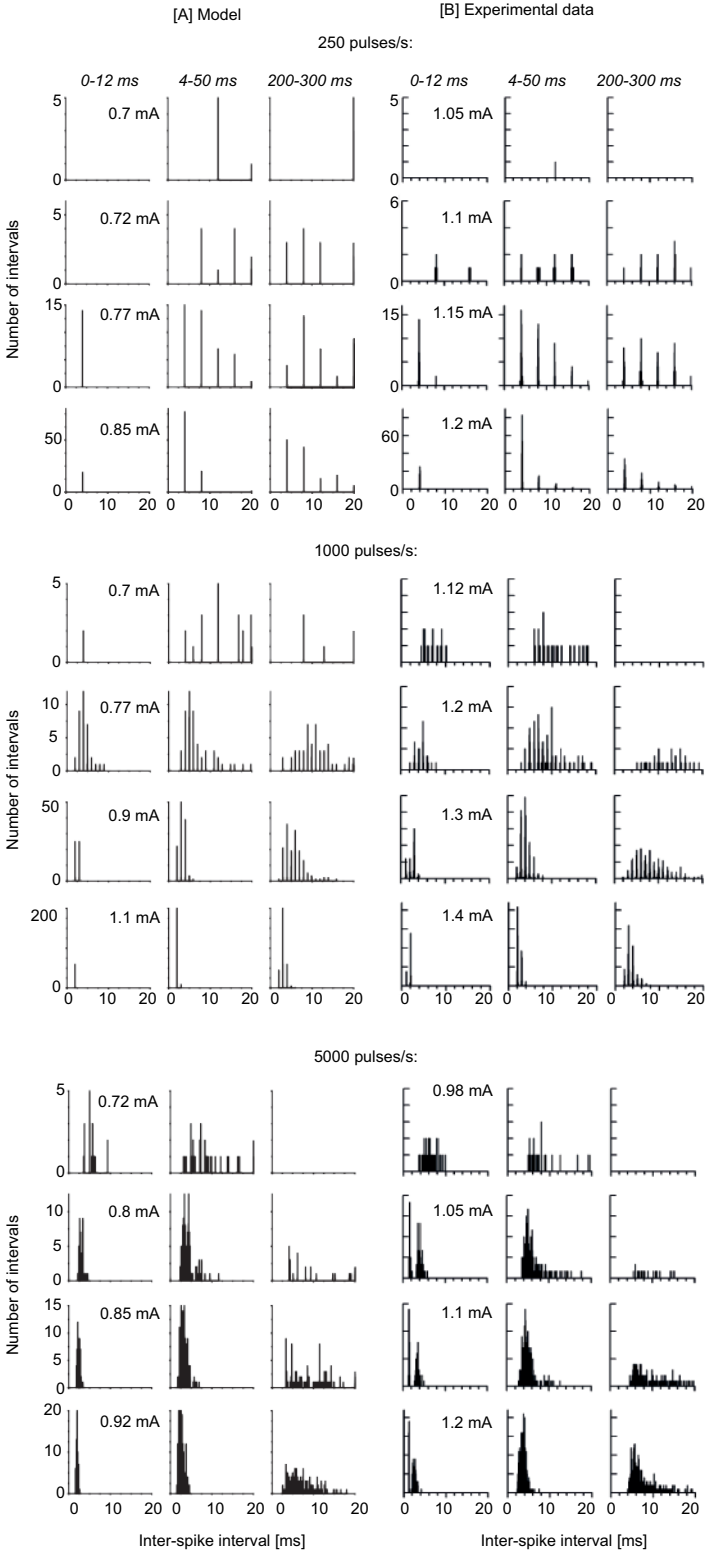 [A] Model [B] Experimental data
250 pulses/s:
0-12 ms 4-50 ms 200-300 ms 0-12 ms 4-50 ms 200-300 ms
5 0.7 mA 5 1.05 mA
0 0
5 0.72 mA 6 1.1 mA
0 0
15 0.77 mA 15 1.15 mA
0 0
50 0.85 mA 60 1.2 mA
0 0
0 10 20 0 10 20 0 10 20 0 10 20 0 10 20 0 10 20
Number of intervals
1000 pulses/s:
5 0.7 mA 1.12 mA
0
10 0.77 mA 1.2 mA
5
0
50 0.9 mA 1.3 mA
0
200 1.1 mA 1.4 mA
0
0 10 20 0 10 20 0 10 20 0 10 20 0 10 20 0 10 20
Number of intervals
5000 pulses/s:
5 0.72 mA 0.98 mA
0
10 0.8 mA 1.05 mA
5
0
15 0.85 mA 1.1 mA
10
5
0
20 0.92 mA 1.2 mA
10
0
0 10 20 0 10 20 0 10 20 0 10 20 0 10 20 0 10 20
Number of intervals
Inter-spike interval [ms] Inter-spike interval [ms]